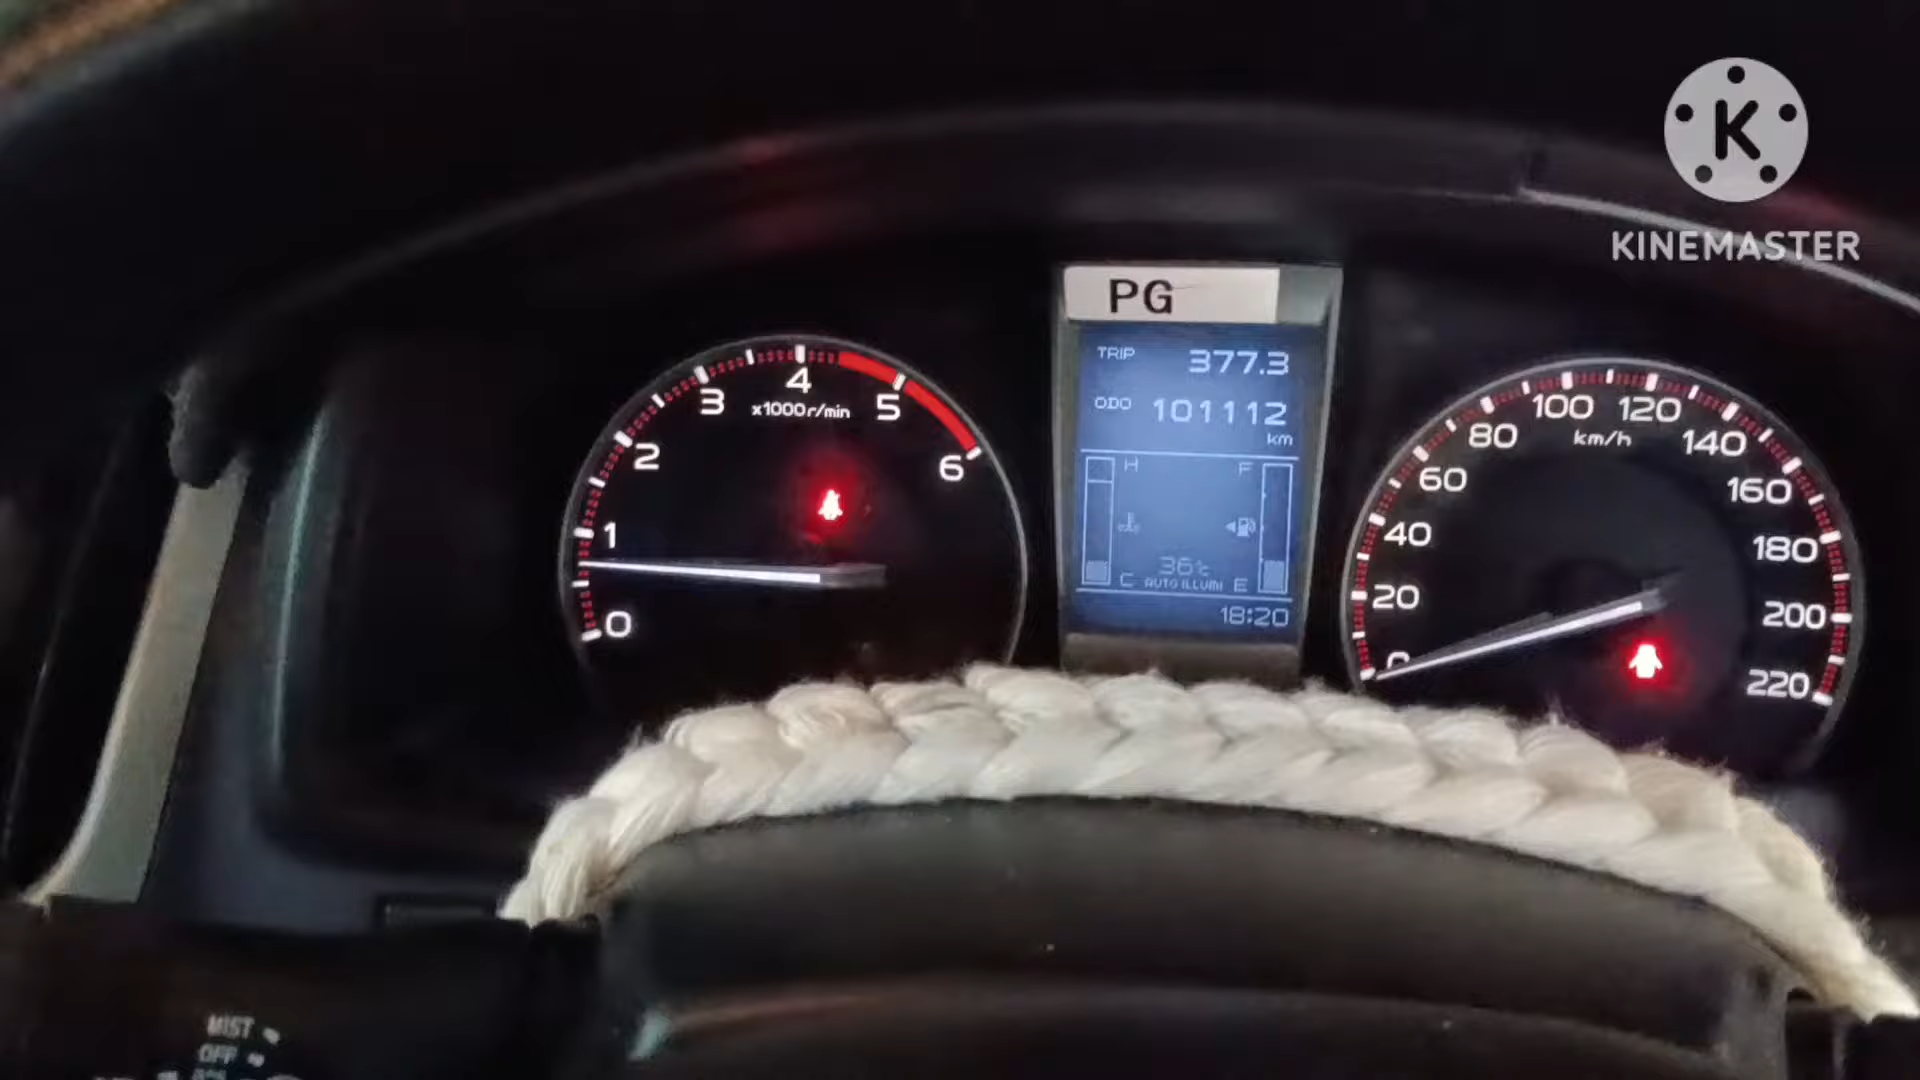 K
KINEMASTER
PG
TRIP 377.3
ODO 101112
km
H F
36℃
C AUTO ILLUMI E
18:20
0
1
2
3
4
5
6
x1000r/min
0
20
40
60
80
100
120
140
160
180
200
220
km/h
MIST
OFF